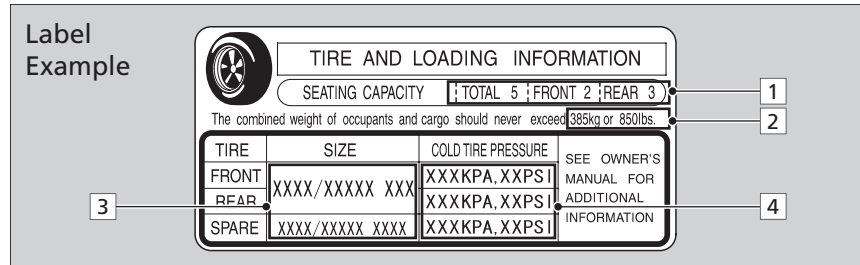 Label
Example
TIRE AND LOADING INFORMATION
SEATING CAPACITY TOTAL 5 FRONT 2 REAR 3
1
The combined weight of occupants and cargo should never exceed 385kg or 850lbs.
2
TIRE SIZE COLD TIRE PRESSURE
SEE OWNER'S
MANUAL FOR
ADDITIONAL
INFORMATION
FRONT XXXX/XXXXX XXX XXXKPA,XXPSI
REAR XXXKPA,XXPSI
3
4
SPARE XXXX/XXXXX XXXX XXXKPA,XXPSI